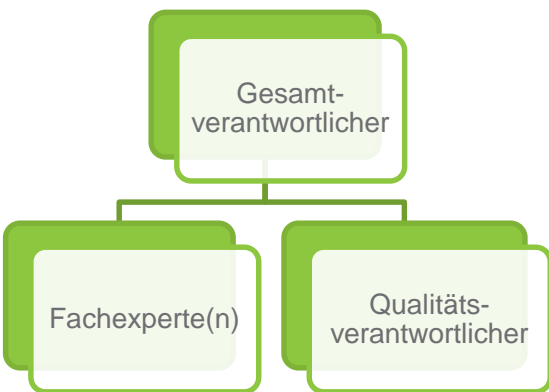 Gesamt-
verantwortlicher
Fachexperte(n)
Qualitäts-
verantwortlicher